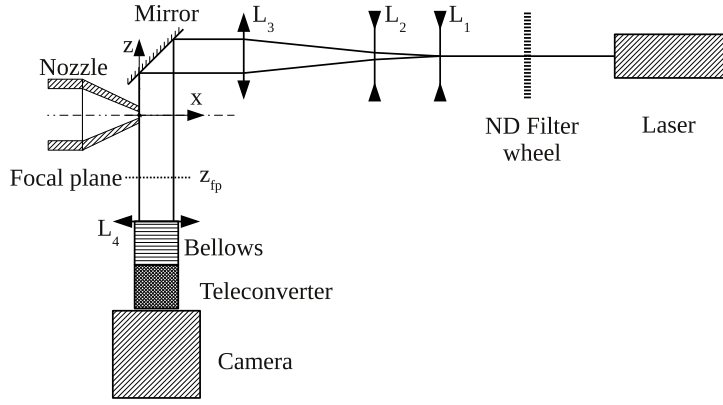 Mirror
L3
L2
L1
z
Nozzle
x
ND Filter
wheel
Laser
Focal plane
zfp
L4
Bellows
Teleconverter
Camera